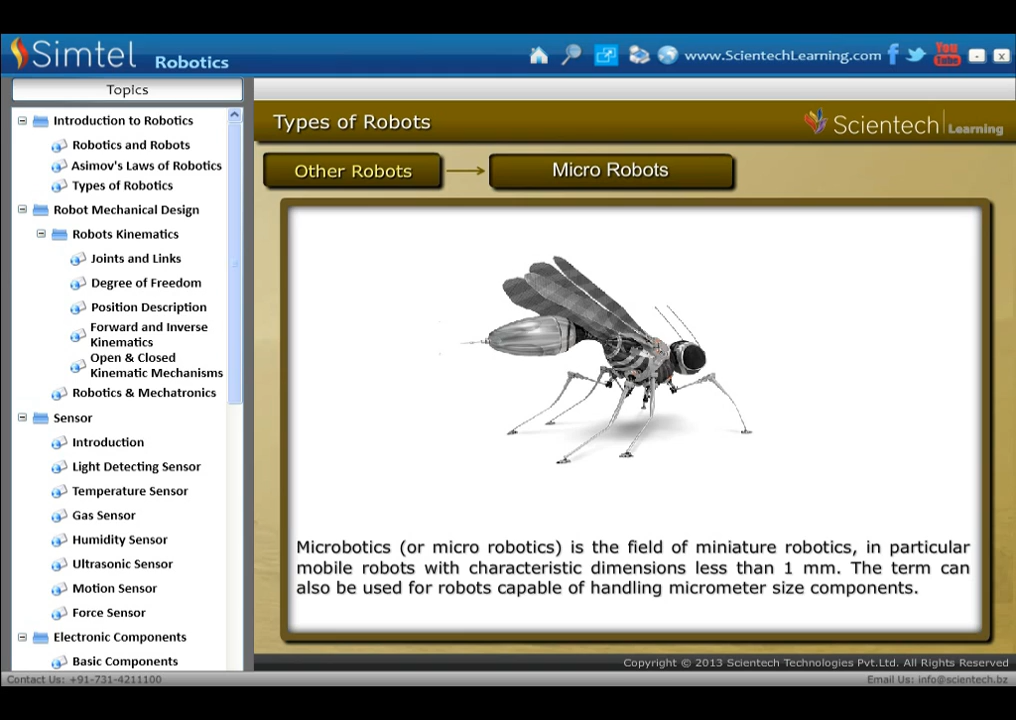 Simtel Robotics
www.ScientechLearning.com
You
Tube
Topics
Introduction to Robotics
Robotics and Robots
Asimov's Laws of Robotics
Types of Robotics
Robot Mechanical Design
Robots Kinematics
Joints and Links
Degree of Freedom
Position Description
Forward and Inverse
Kinematics
Open & Closed
Kinematic Mechanisms
Robotics & Mechatronics
Sensor
Introduction
Light Detecting Sensor
Temperature Sensor
Gas Sensor
Humidity Sensor
Ultrasonic Sensor
Motion Sensor
Force Sensor
Electronic Components
Basic Components
Types of Robots
Scientech Learning
Other Robots
Micro Robots
Microbotics (or micro robotics) is the field of miniature robotics, in particular
mobile robots with characteristic dimensions less than 1 mm. The term can
also be used for robots capable of handling micrometer size components.
Copyright © 2013 Scientech Technologies Pvt.Ltd. All Rights Reserved
Contact Us: +91-731-4211100
Email Us: info@scientech.bz